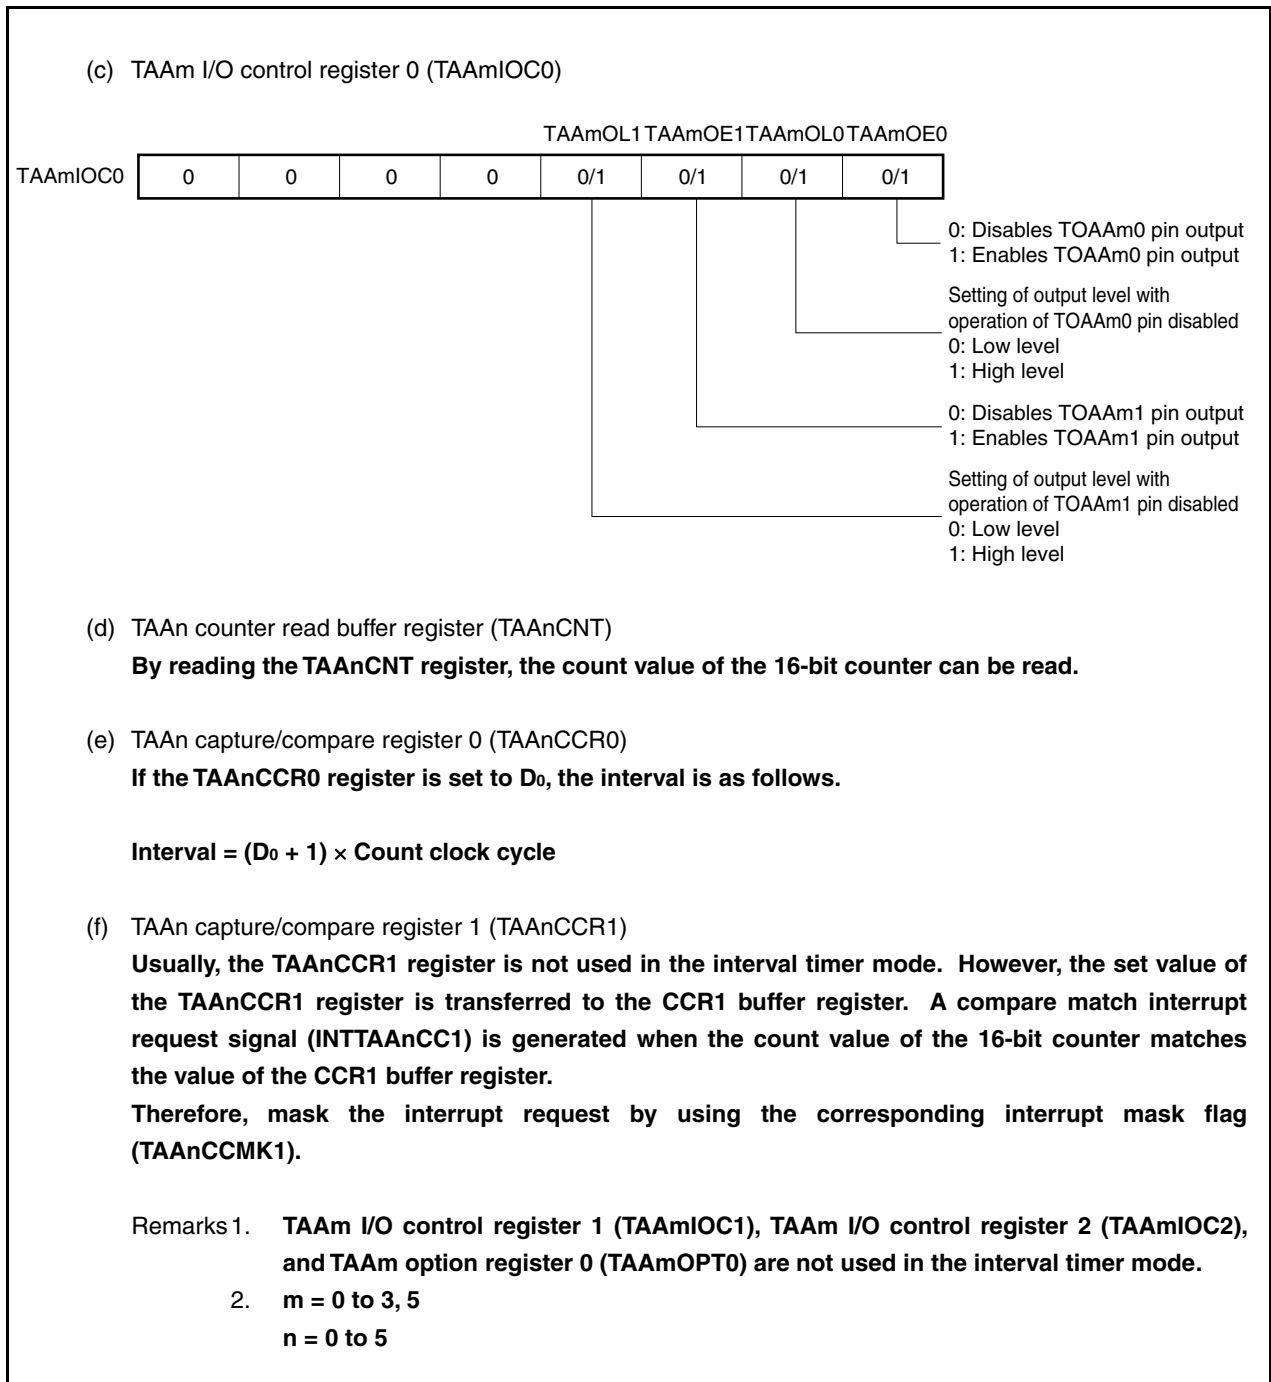 (c) TAAm I/O control register 0 (TAAmIOC0)
TAAmOL1 TAAmOE1 TAAmOL0 TAAmOE0
TAAmIOC0 0 0 0 0 0/1 0/1 0/1 0/1
0: Disables TOAAm0 pin output
1: Enables TOAAm0 pin output
Setting of output level with
operation of TOAAm0 pin disabled
0: Low level
1: High level
0: Disables TOAAm1 pin output
1: Enables TOAAm1 pin output
Setting of output level with
operation of TOAAm1 pin disabled
0: Low level
1: High level
(d) TAAn counter read buffer register (TAAnCNT)
By reading the TAAnCNT register, the count value of the 16-bit counter can be read.
(e) TAAn capture/compare register 0 (TAAnCCR0)
If the TAAnCCR0 register is set to D0, the interval is as follows.
Interval = (D0 + 1) × Count clock cycle
(f) TAAn capture/compare register 1 (TAAnCCR1)
Usually, the TAAnCCR1 register is not used in the interval timer mode. However, the set value of
the TAAnCCR1 register is transferred to the CCR1 buffer register. A compare match interrupt
request signal (INTTAAnCC1) is generated when the count value of the 16-bit counter matches
the value of the CCR1 buffer register.
Therefore, mask the interrupt request by using the corresponding interrupt mask flag
(TAAnCCMK1).
Remarks 1. TAAm I/O control register 1 (TAAmIOC1), TAAm I/O control register 2 (TAAmIOC2),
and TAAm option register 0 (TAAmOPT0) are not used in the interval timer mode.
2. m = 0 to 3, 5
n = 0 to 5